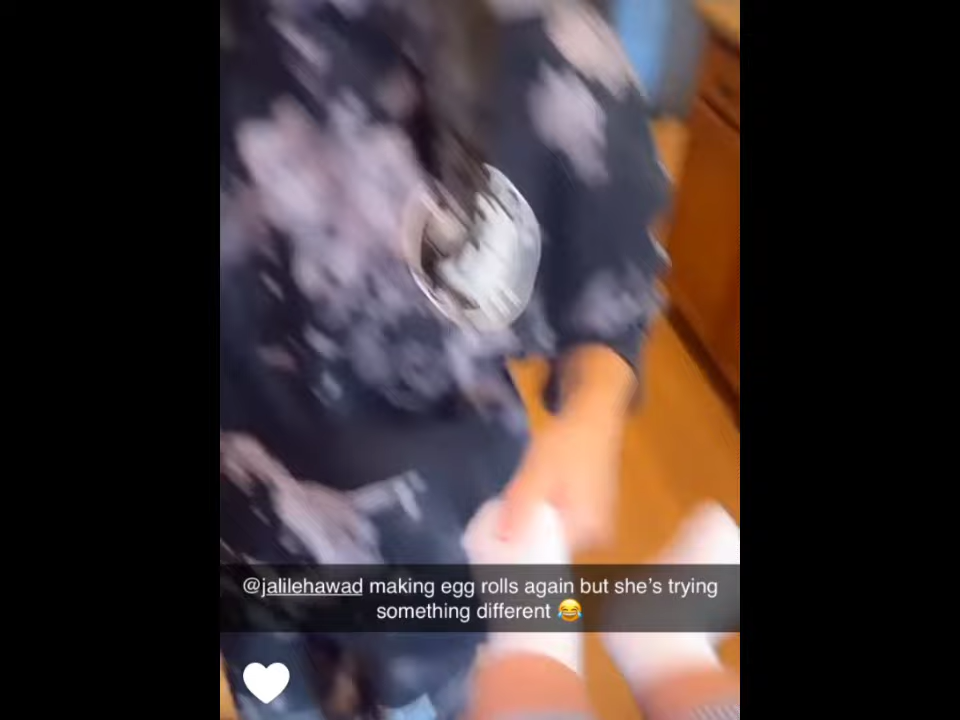 @jalilehawad making egg rolls again but she’s trying
something different 😂